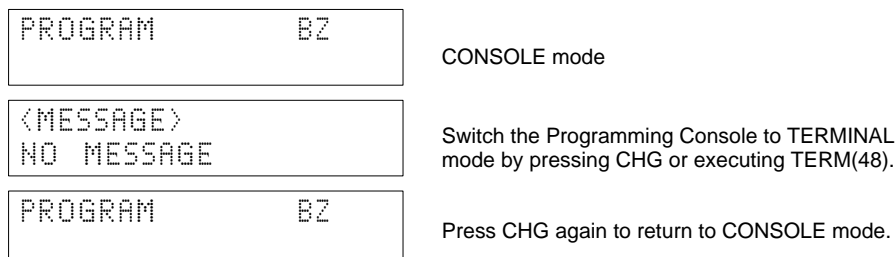 PROGRAM BZ
CONSOLE mode
<MESSAGE>
NO MESSAGE
Switch the Programming Console to TERMINAL
mode by pressing CHG or executing TERM(48).
PROGRAM BZ
Press CHG again to return to CONSOLE mode.